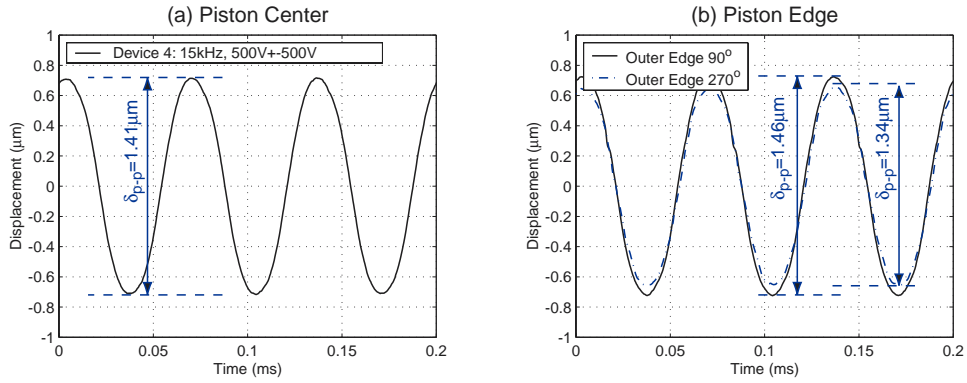 (a) Piston Center
Device 4: 15kHz, 500V+-500V
1
0.8
0.6
0.4
0.2
0
-0.2
-0.4
-0.6
-0.8
-1
Displacement (μm)
δp-p=1.41μm
0 0.05 0.1 0.15 0.2
Time (ms)
(b) Piston Edge
Outer Edge 90°
Outer Edge 270°
1
0.8
0.6
0.4
0.2
0
-0.2
-0.4
-0.6
-0.8
-1
Displacement (μm)
δp-p=1.46μm
δp-p=1.34μm
0 0.05 0.1 0.15 0.2
Time (ms)